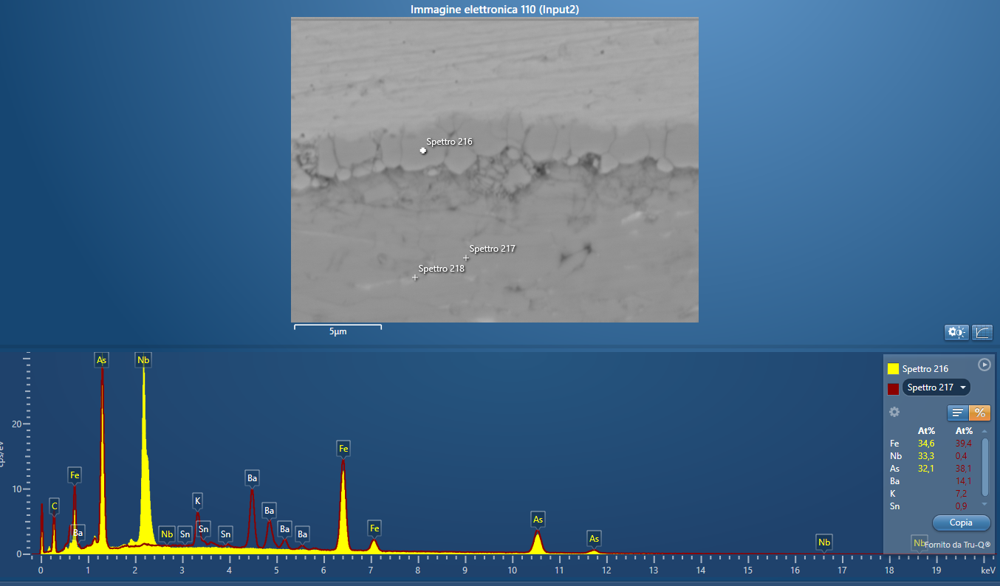 Immagine elettronica 110 (Input2)
Spettro 216
Spettro 217
Spettro 218
5µm
As
Nb
Fe
C
Ba
Nb
Sn
K
Sn
Sn
Ba
Ba
Ba
Ba
Fe
Fe
As
As
Nb
Nb
cps/eV
20
10
0
0 1 2 3 4 5 6 7 8 9 10 11 12 13 14 15 16 17 18 19 keV
Spettro 216
Spettro 217
%
At% At%
Fe 34,6 39,4
Nb 33,3 0,4
As 32,1 38,1
Ba 14,1
K 7,2
Sn 0,9
Copia
Fornito da Tru-Q®